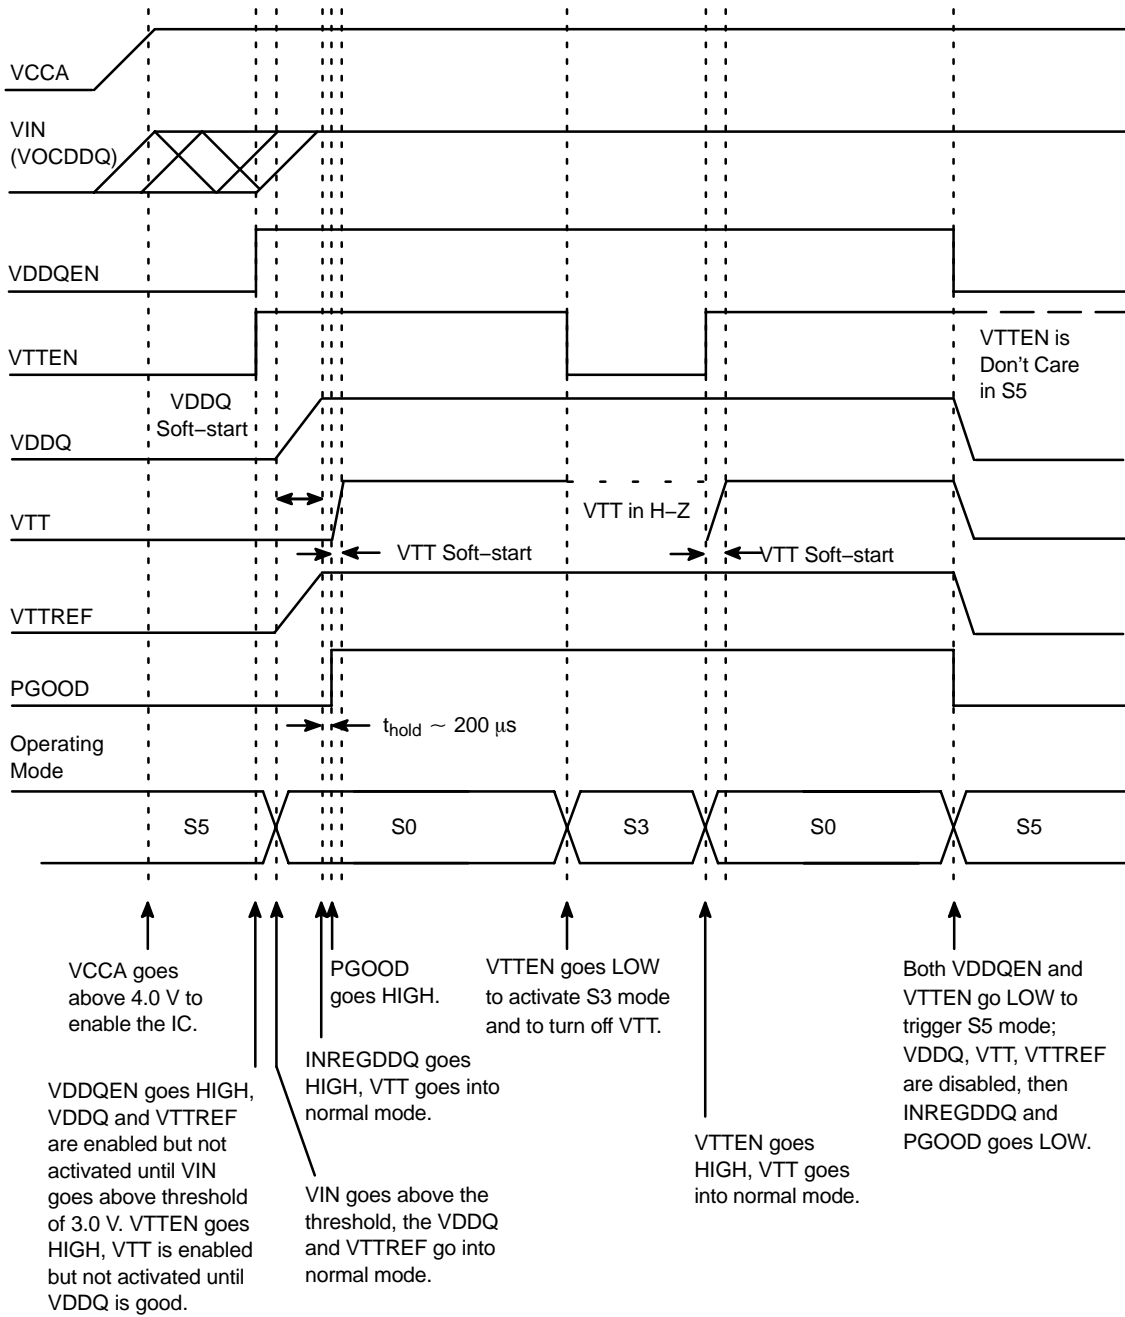 VCCA
VIN
(VOCDDQ)
VDDQEN
VTTEN
VTTEN is
Don't Care
in S5
VDDQ
Soft−start
VDDQ
VTT in H−Z
VTT
VTT Soft−start
VTT Soft−start
VTTREF
PGOOD
thold ~ 200 μs
Operating
Mode
S5
S0
S3
S0
S5
VCCA goes
above 4.0 V to
enable the IC.
PGOOD
goes HIGH.
VTTEN goes LOW
to activate S3 mode
and to turn off VTT.
Both VDDQEN and
VTTEN go LOW to
trigger S5 mode;
VDDQ, VTT, VTTREF
are disabled, then
INREGDDQ and
PGOOD goes LOW.
INREGDDQ goes
HIGH, VTT goes into
normal mode.
VDDQEN goes HIGH,
VDDQ and VTTREF
are enabled but not
activated until VIN
goes above threshold
of 3.0 V. VTTEN goes
HIGH, VTT is enabled
but not activated until
VDDQ is good.
VIN goes above the
threshold, the VDDQ
and VTTREF go into
normal mode.
VTTEN goes
HIGH, VTT goes
into normal mode.